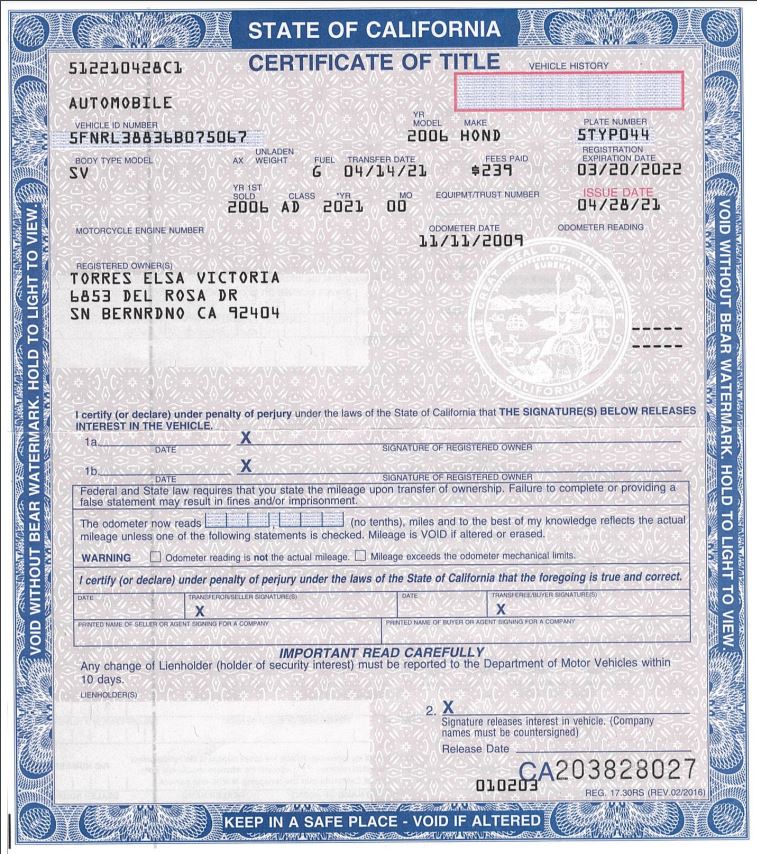 STATE OF CALIFORNIA
CERTIFICATE OF TITLE
VEHICLE HISTORY
512210428C1
AUTOMOBILE
VEHICLE ID NUMBER
YR MODEL
MAKE
PLATE NUMBER
5FNRL38836B075067
2006 HOND
5TYP044
BODY TYPE MODEL
AX
UNLADEN WEIGHT
FUEL
TRANSFER DATE
FEES PAID
REGISTRATION EXPIRATION DATE
SV
G
04/14/21
$239
03/20/2022
YR 1ST SOLD
CLASS
*YR
MO
EQUIPMT/TRUST NUMBER
ISSUE DATE
2006
AD
2021
00
04/28/21
MOTORCYCLE ENGINE NUMBER
ODOMETER DATE
ODOMETER READING
11/11/2009
REGISTERED OWNER(S)
TORRES ELSA VICTORIA
6853 DEL ROSA DR
SN BERNRDNO CA 92404
-----
-----
I certify (or declare) under penalty of perjury under the laws of the State of California that THE SIGNATURE(S) BELOW RELEASES
INTEREST IN THE VEHICLE.
1a. X
DATE
SIGNATURE OF REGISTERED OWNER
1b. X
DATE
SIGNATURE OF REGISTERED OWNER
Federal and State law requires that you state the mileage upon transfer of ownership. Failure to complete or providing a
false statement may result in fines and/or imprisonment.
The odometer now reads , (no tenths), miles and to the best of my knowledge reflects the actual
mileage unless one of the following statements is checked. Mileage is VOID if altered or erased.
WARNING Odometer reading is not the actual mileage. Mileage exceeds the odometer mechanical limits.
I certify (or declare) under penalty of perjury under the laws of the State of California that the foregoing is true and correct.
DATE
TRANSFEROR/SELLER SIGNATURE(S)
X
DATE
TRANSFEREE/BUYER SIGNATURE(S)
X
PRINTED NAME OF SELLER OR AGENT SIGNING FOR A COMPANY
PRINTED NAME OF BUYER OR AGENT SIGNING FOR A COMPANY
IMPORTANT READ CAREFULLY
Any change of Lienholder (holder of security interest) must be reported to the Department of Motor Vehicles within
10 days.
LIENHOLDER(S)
2. X
Signature releases interest in vehicle. (Company
names must be countersigned)
Release Date
CA203828027
010203
REG. 17.30RS (REV.02/2016)
KEEP IN A SAFE PLACE - VOID IF ALTERED
VOID WITHOUT BEAR WATERMARK. HOLD TO LIGHT TO VIEW.
VOID WITHOUT BEAR WATERMARK. HOLD TO LIGHT TO VIEW.